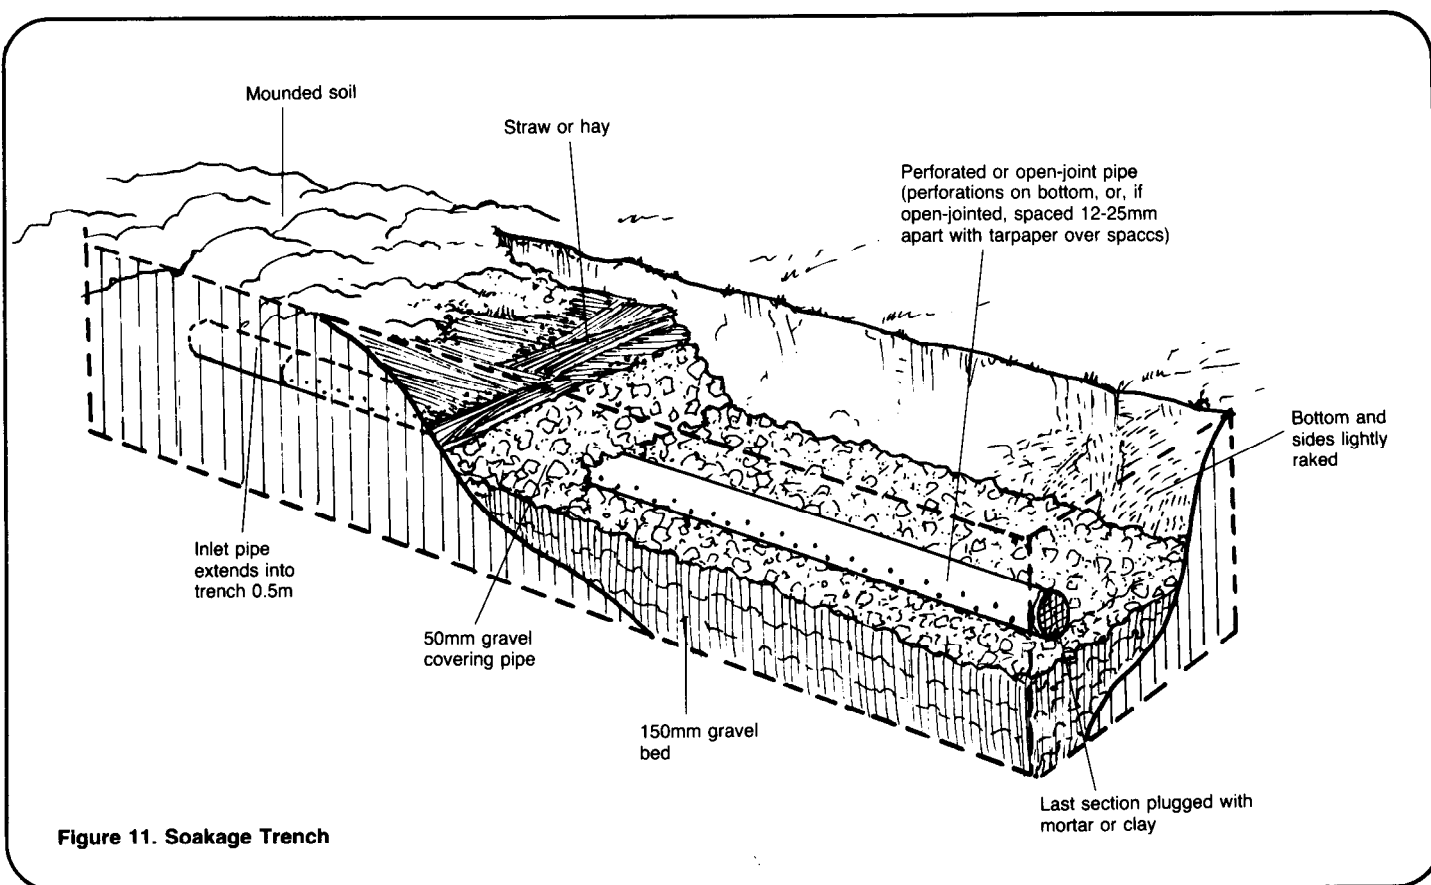 Mounded soil
Straw or hay
Perforated or open-joint pipe
(perforations on bottom, or, if
open-jointed, spaced 12-25mm
apart with tarpaper over spaccs)
Bottom and
sides lightly
raked
Inlet pipe
extends into
trench 0.5m
50mm gravel
covering pipe
150mm gravel
bed
Last section plugged with
mortar or clay
Figure 11. Soakage Trench